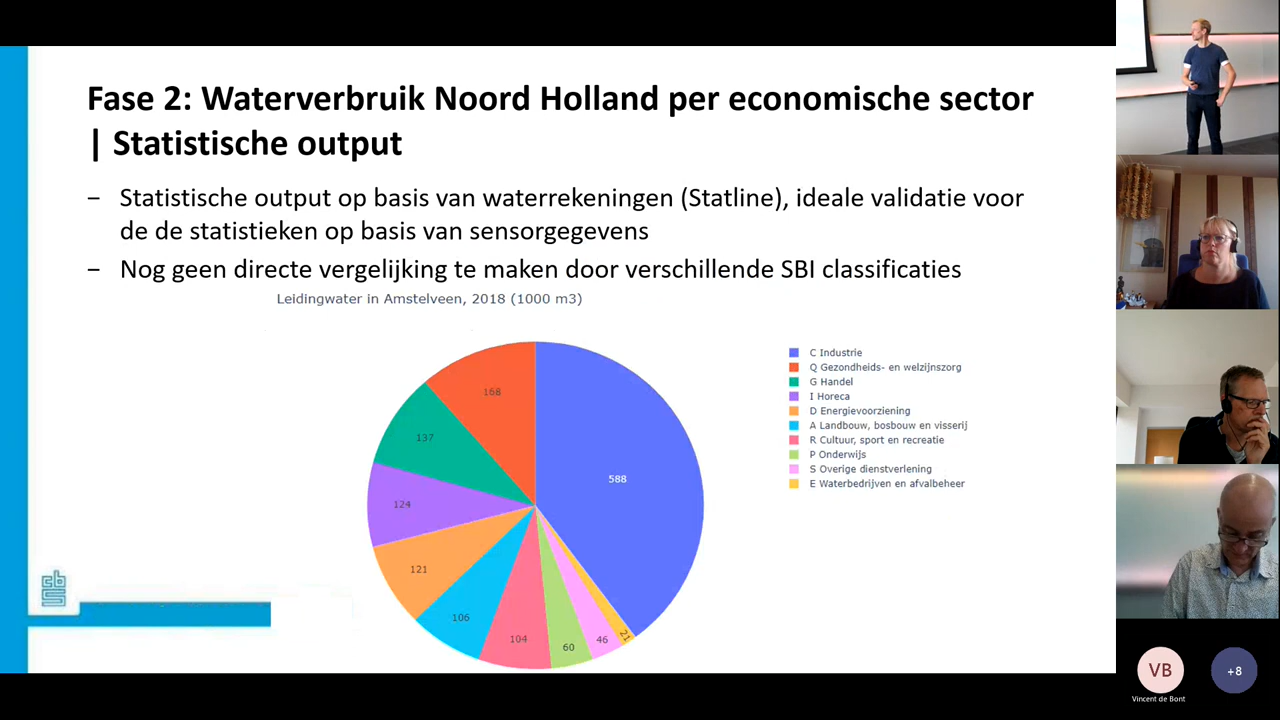 Fase 2: Waterverbruik Noord Holland per economische sector
| Statistische output
− Statistische output op basis van waterrekeningen (Statline), ideale validatie voor
de de statistieken op basis van sensorgegevens
− Nog geen directe vergelijking te maken door verschillende SBI classificaties
Leidingwater in Amstelveen, 2018 (1000 m3)
168
588
137
124
121
106
104
60
46
21
C Industrie
Q Gezondheids- en welzijnszorg
G Handel
I Horeca
D Energievoorziening
A Landbouw, bosbouw en visserij
R Cultuur, sport en recreatie
P Onderwijs
S Overige dienstverlening
E Waterbedrijven en afvalbeheer
cbs
VB
+8
Vincent de Bont